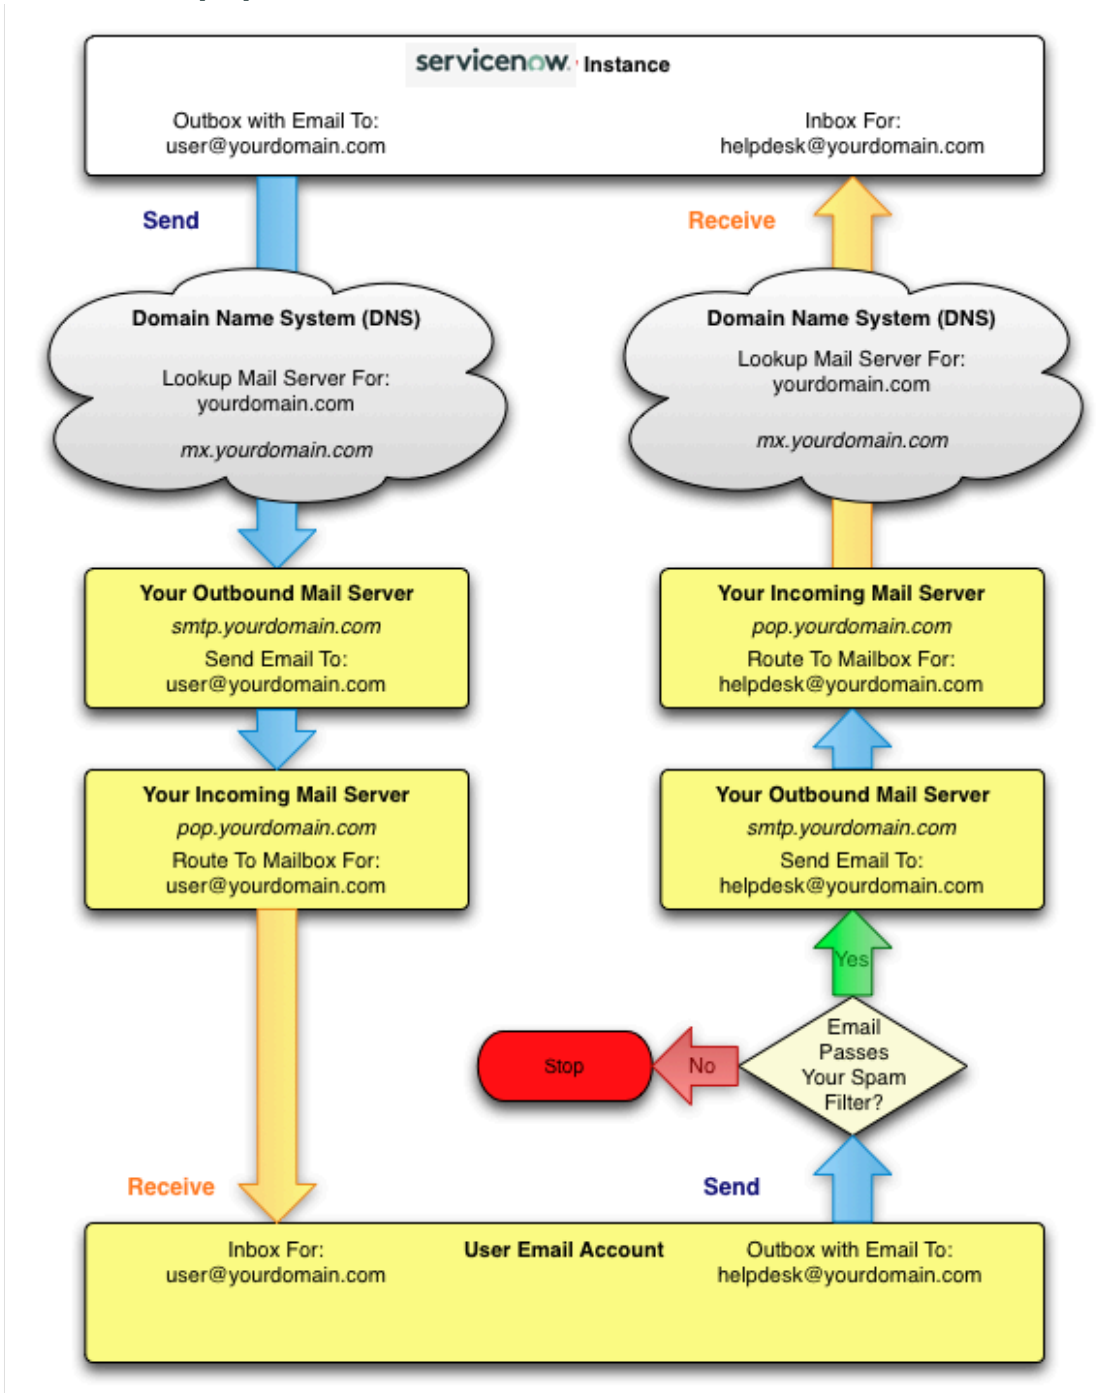 servicenow. Instance
Outbox with Email To:
user@yourdomain.com
Inbox For:
helpdesk@yourdomain.com
Send
Receive
Domain Name System (DNS)
Lookup Mail Server For:
yourdomain.com
mx.yourdomain.com
Domain Name System (DNS)
Lookup Mail Server For:
yourdomain.com
mx.yourdomain.com
Your Outbound Mail Server
smtp.yourdomain.com
Send Email To:
user@yourdomain.com
Your Incoming Mail Server
pop.yourdomain.com
Route To Mailbox For:
helpdesk@yourdomain.com
Your Incoming Mail Server
pop.yourdomain.com
Route To Mailbox For:
user@yourdomain.com
Your Outbound Mail Server
smtp.yourdomain.com
Send Email To:
helpdesk@yourdomain.com
Yes
Email
Passes
Your Spam
Filter?
No
Stop
Receive
Send
Inbox For:
user@yourdomain.com
User Email Account
Outbox with Email To:
helpdesk@yourdomain.com